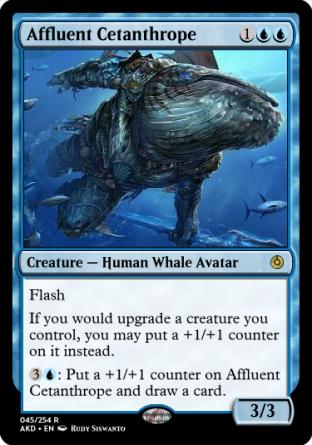 Affluent Cetanthrope 1
Creature — Human Whale Avatar
Flash
If you would upgrade a creature you
control, you may put a +1/+1 counter
on it instead.
3: Put a +1/+1 counter on Affluent
Cetanthrope and draw a card.
3/3
045/254 R
AKD • EN Rudy Siswanto